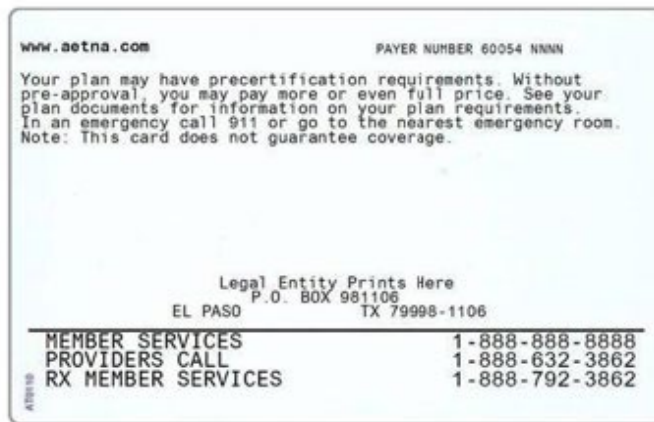 www.aetna.com PAYER NUMBER 60054 NNNN
Your plan may have precertification requirements. Without
pre-approval, you may pay more or even full price. See your
plan documents for information on your plan requirements.
In an emergency call 911 or go to the nearest emergency room.
Note: This card does not guarantee coverage.
Legal Entity Prints Here
P.O. BOX 981106
EL PASO TX 79998-1106
MEMBER SERVICES 1-888-888-8888
PROVIDERS CALL 1-888-632-3862
RX MEMBER SERVICES 1-888-792-3862